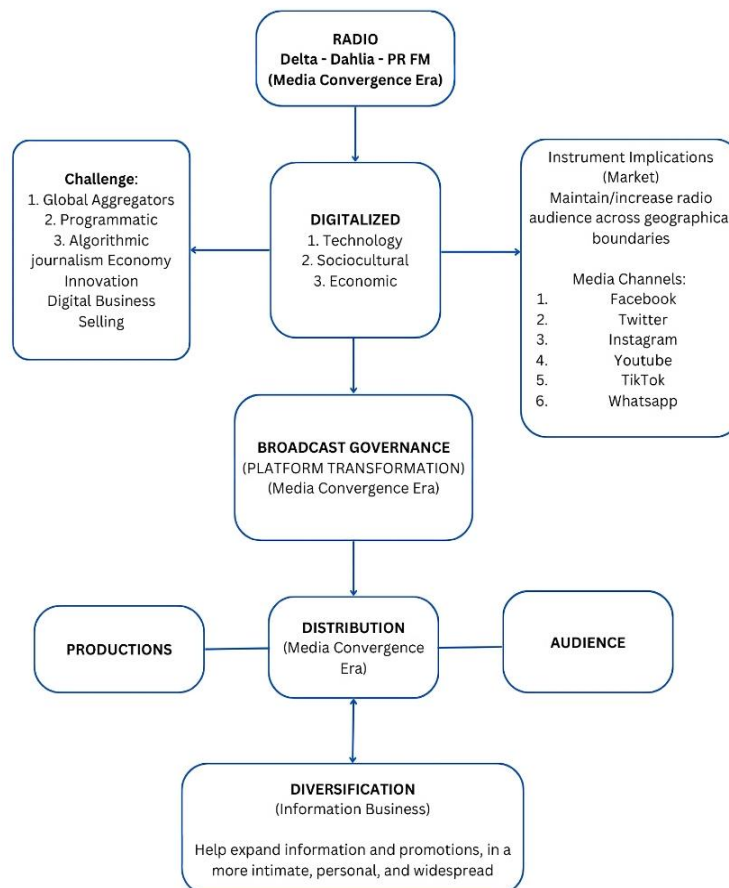 RADIO
Delta - Dahlia - PR FM
(Media Convergence Era)
Challenge:
1. Global Aggregators
2. Programmatic
3. Algorithmic
journalism Economy
Innovation
Digital Business
Selling
DIGITALIZED
1. Technology
2. Sociocultural
3. Economic
Instrument Implications
(Market)
Maintain/increase radio
audience across geographical
boundaries
Media Channels:
1. Facebook
2. Twitter
3. Instagram
4. Youtube
5. TikTok
6. Whatsapp
BROADCAST GOVERNANCE
(PLATFORM TRANSFORMATION)
(Media Convergence Era)
PRODUCTIONS
DISTRIBUTION
(Media Convergence
Era)
AUDIENCE
DIVERSIFICATION
(Information Business)
Help expand information and promotions, in a
more intimate, personal, and widespread